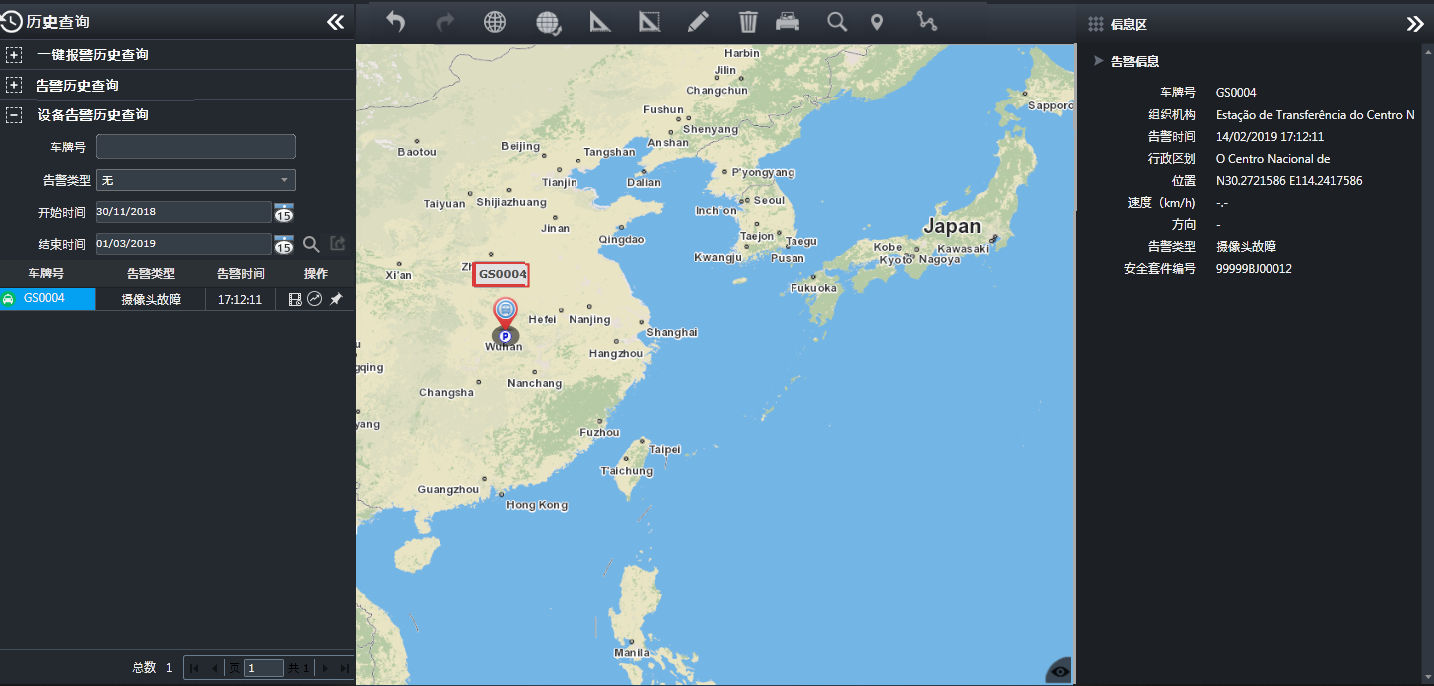 历史查询
一键报警历史查询
告警历史查询
设备告警历史查询
车牌号
告警类型 无
开始时间 30/11/2018 15
结束时间 01/03/2019 15
车牌号 告警类型 告警时间 操作
GS0004 摄像头故障 17:12:11
总数 1 页 1 共 1
Harbin
Jilin
Changchun
Sapporo
Fushun
Shenyang
Anshan
Baotou
Beijing
Tangshan
Tianjin
Dalian
P'yongyang
Taiyuan
Shijiazhuang
Seoul
Inch on
Jinan
Qingdao
Taejon
Taegu
Kwangju
Pusan
Japan
Kobe
Kawasaki
Kyoto
Nagoya
Xi'an
Zh
GS0004
Fukuoka
Hefei
Nanjing
Shanghai
P
Wuhan
Hangzhou
gqing
Changsha
Nanchang
yang
Fuzhou
Taipei
T'aichung
Guangzhou
Hong Kong
Manila
信息区
告警信息
车牌号 GS0004
组织机构 Estação de Transferência do Centro N
告警时间 14/02/2019 17:12:11
行政区划 O Centro Nacional de
位置 N30.2721586 E114.2417586
速度（km/h) -.-
方向 -
告警类型 摄像头故障
安全套件编号 99999BJ00012